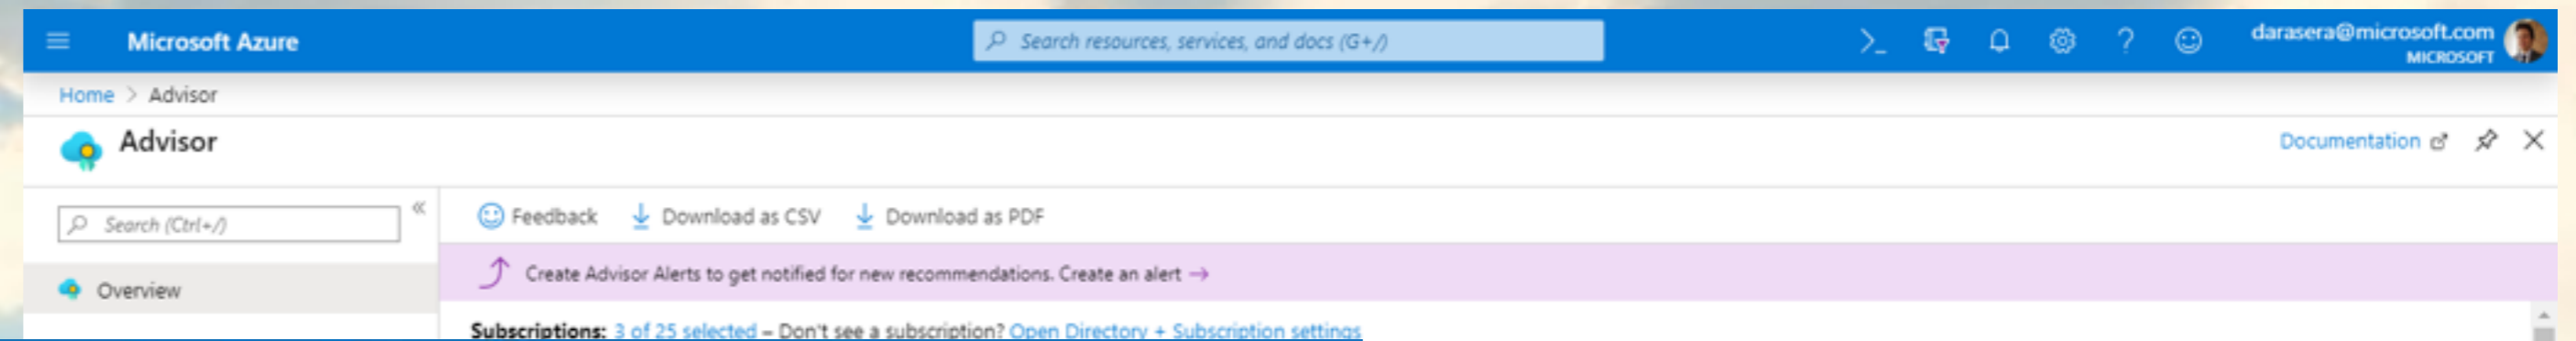 Microsoft Azure
Search resources, services, and docs (G+/)
darasera@microsoft.com
MICROSOFT
Home > Advisor
Advisor
Documentation
Search (Ctrl+/)
Feedback
Download as CSV
Download as PDF
Create Advisor Alerts to get notified for new recommendations. Create an alert →
Overview
Subscriptions: 3 of 25 selected – Don't see a subscription? Open Directory + Subscription settings